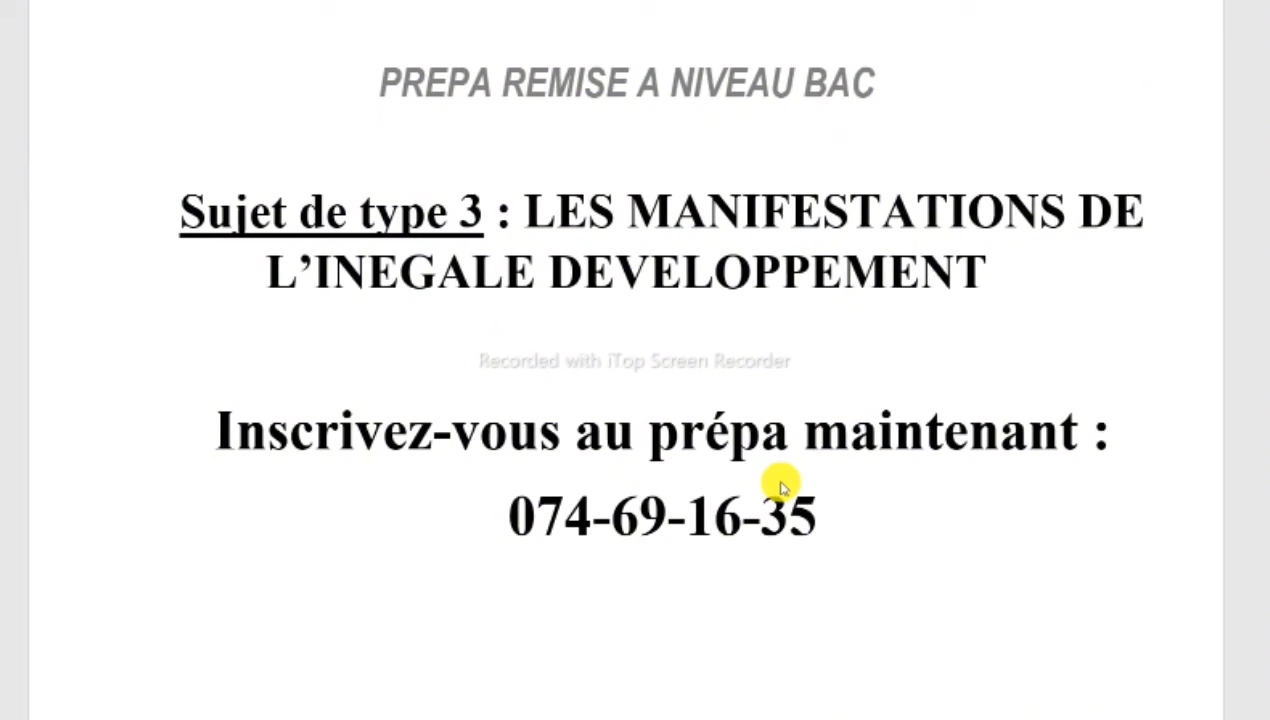 PREPA REMISE A NIVEAU BAC
Sujet de type 3 : LES MANIFESTATIONS DE
L’INEGALE DEVELOPPEMENT
Recorded with iTop Screen Recorder
Inscrivez-vous au prépa maintenant :
074-69-16-35